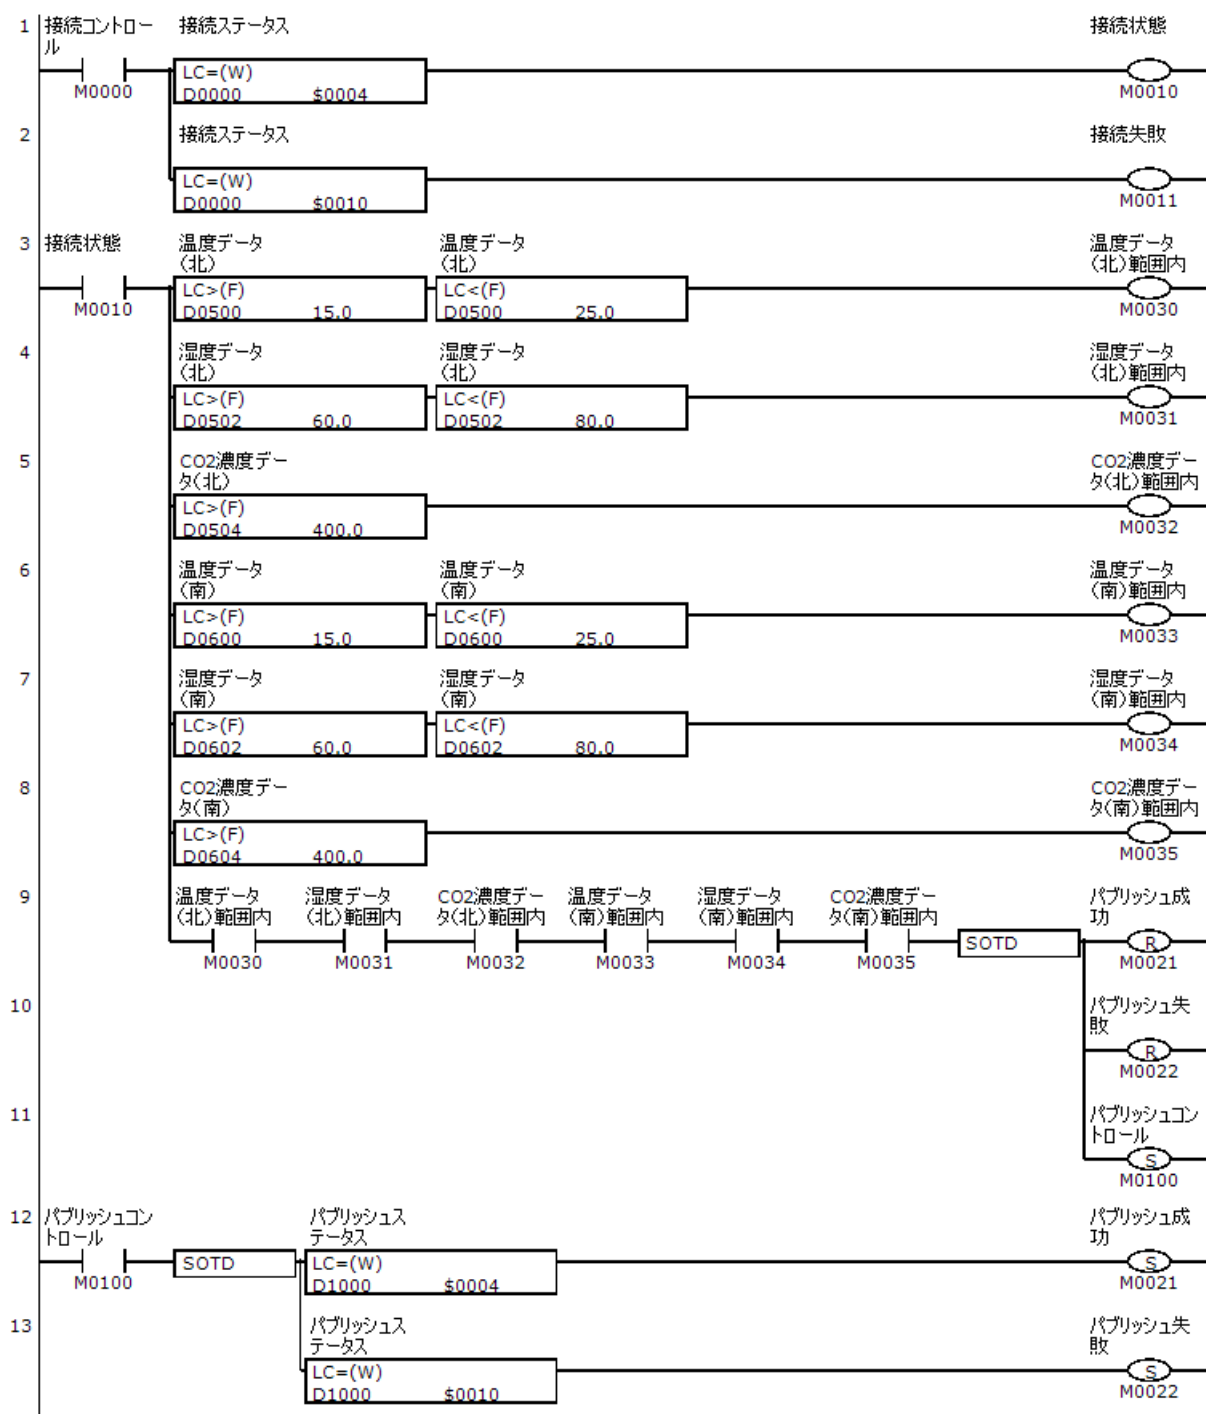 1 接続コントロー 接続ステータス 接続状態
ル
LC=(W)
M0000 D0000 $0004 M0010
2 接続ステータス 接続失敗
LC=(W)
D0000 $0010 M0011
3 接続状態 温度データ 温度データ 温度データ
(北) (北) (北)範囲内
LC>(F) LC<(F)
M0010 D0500 15.0 D0500 25.0 M0030
4 湿度データ 湿度データ 湿度データ
(北) (北) (北)範囲内
LC>(F) LC<(F)
D0502 60.0 D0502 80.0 M0031
5 CO2濃度デー CO2濃度デー
タ(北) タ(北)範囲内
LC>(F)
D0504 400.0 M0032
6 温度データ 温度データ 温度データ
(南) (南) (南)範囲内
LC>(F) LC<(F)
D0600 15.0 D0600 25.0 M0033
7 湿度データ 湿度データ 湿度データ
(南) (南) (南)範囲内
LC>(F) LC<(F)
D0602 60.0 D0602 80.0 M0034
8 CO2濃度デー CO2濃度デー
タ(南) タ(南)範囲内
LC>(F)
D0604 400.0 M0035
9 温度データ 湿度データ CO2濃度デー 温度データ 湿度データ CO2濃度デー パブリッシュ成
(北)範囲内 (北)範囲内 タ(北)範囲内 (南)範囲内 (南)範囲内 タ(南)範囲内 功
SOTD R
M0030 M0031 M0032 M0033 M0034 M0035 M0021
10 パブリッシュ失
敗
R
M0022
11 パブリッシュコン
トロール
S
M0100
12 パブリッシュコン パブリッシュス パブリッシュ成
トロール テータス 功
SOTD LC=(W) S
M0100 D1000 $0004 M0021
13 パブリッシュス パブリッシュ失
テータス 敗
LC=(W) S
D1000 $0010 M0022